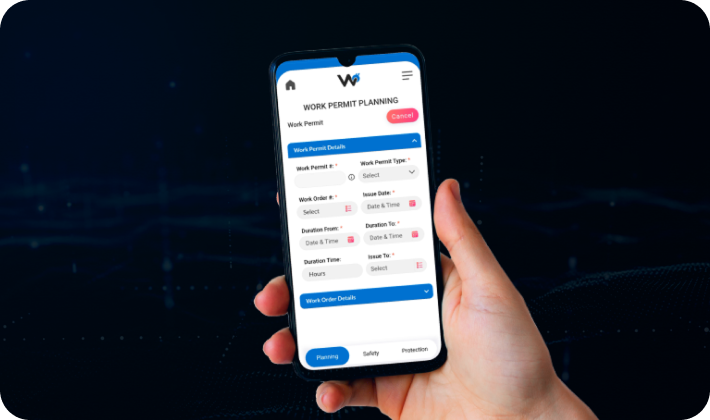 W
WORK PERMIT PLANNING
Work Permit
Cancel
Work Permit Details
Work Permit #: *
Work Permit Type: *
Select
Work Order #: *
Issue Date: *
Select
Date & Time
Duration From: *
Duration To: *
Date & Time
Date & Time
Duration Time:
Issue To: *
Hours
Select
Work Order Details
Planning
Safety
Protection